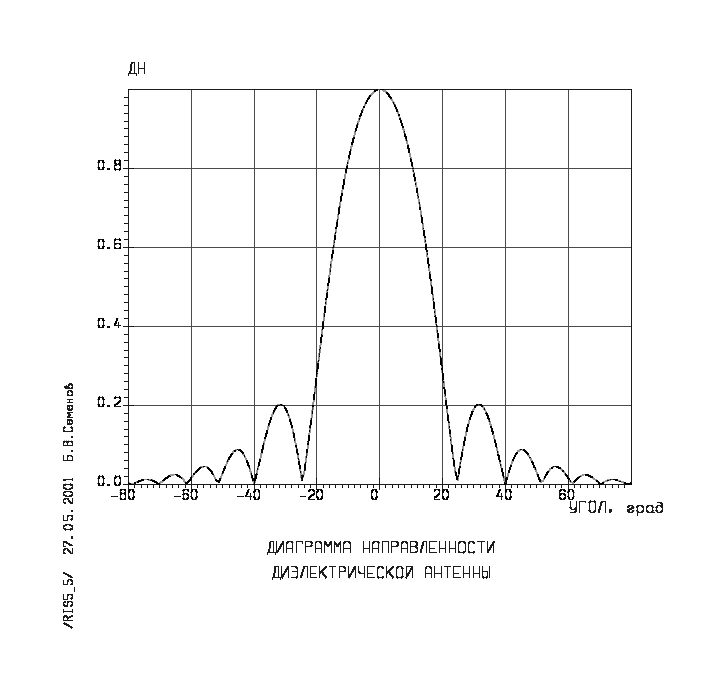 ДН
0.8
0.6
0.4
0.2
0.0
-80 -60 -40 -20 0 20 40 60
УГОЛ, град
ДИАГРАММА НАПРАВЛЕННОСТИ
ДИЭЛЕКТРИЧЕСКОЙ АНТЕННЫ
/RIS5_5/ 27.05.2001 Б.В.Семенов